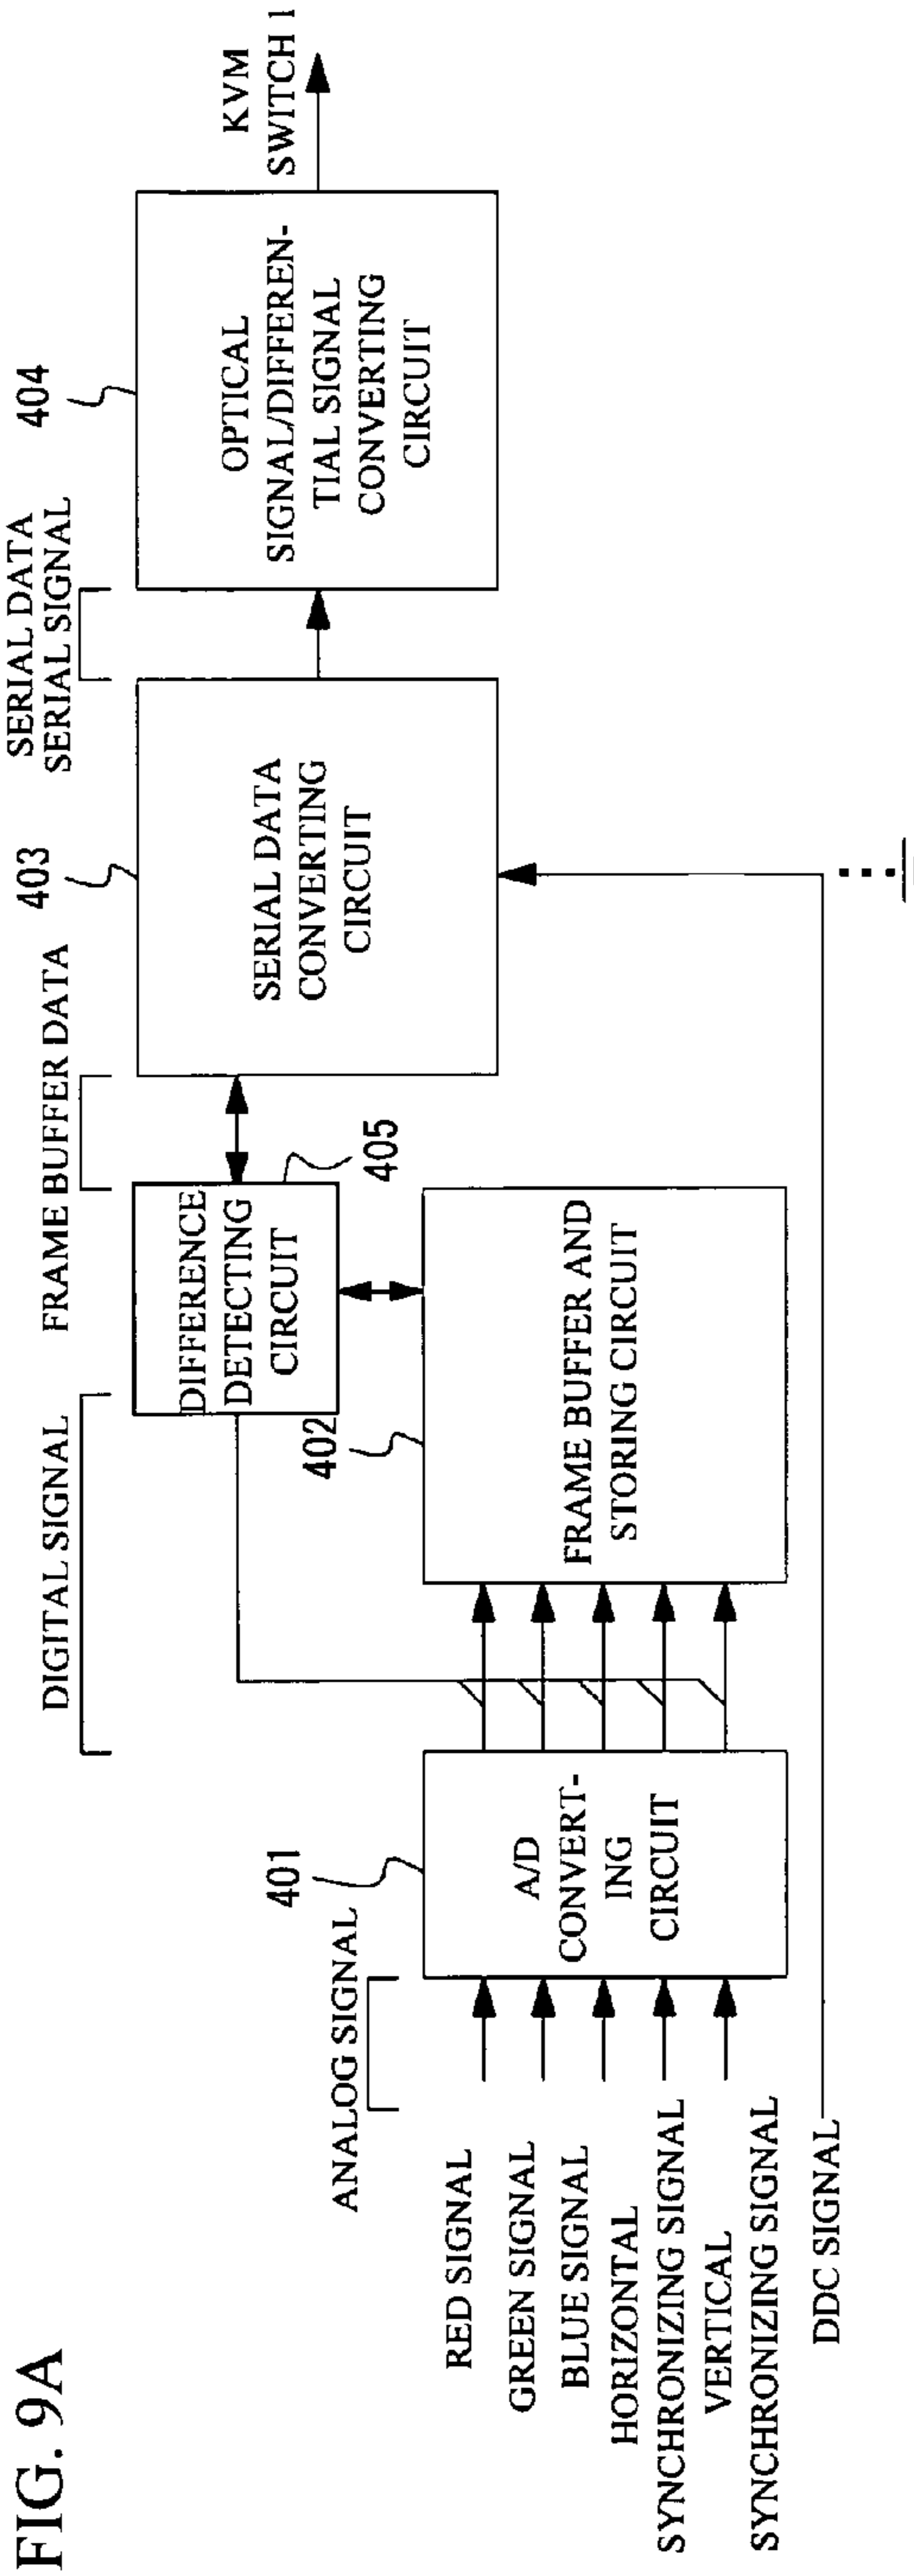 FIG. 9A
ANALOG SIGNAL
RED SIGNAL
GREEN SIGNAL
BLUE SIGNAL
HORIZONTAL
SYNCHRONIZING SIGNAL
VERTICAL
SYNCHRONIZING SIGNAL
DDC SIGNAL
401
A/D
CONVERT-
ING
CIRCUIT
DIGITAL SIGNAL
402
FRAME BUFFER AND
STORING CIRCUIT
DIFFERENCE
DETECTING
CIRCUIT
405
FRAME BUFFER DATA
403
SERIAL DATA
CONVERTING
CIRCUIT
SERIAL DATA
SERIAL SIGNAL
404
OPTICAL
SIGNAL/DIFFEREN-
TIAL SIGNAL
CONVERTING
CIRCUIT
KVM
SWITCH 1